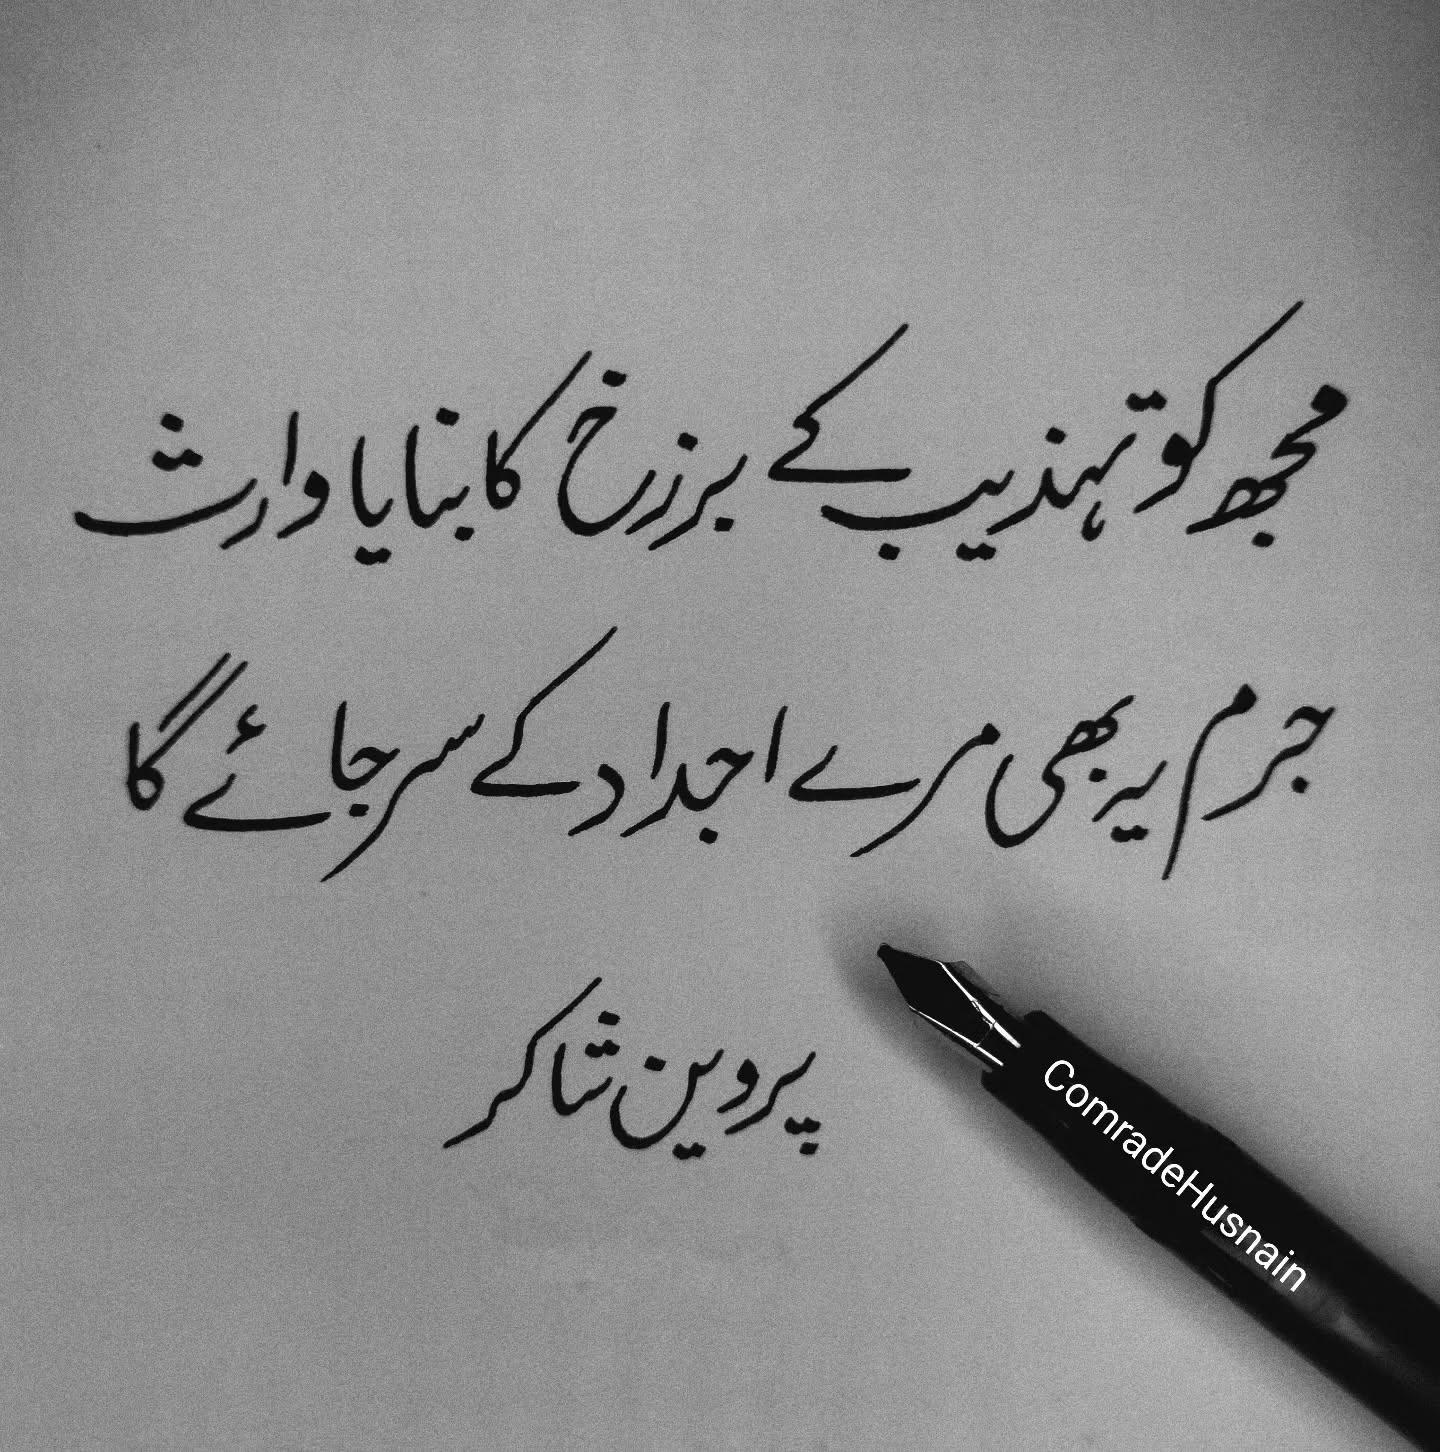 مجھ کو تہذیب کے برزخ کا بنایا وارث
جرم یہ بھی مرے اجداد کے سر جائے گا
پروین شاکر
ComradeHusnain